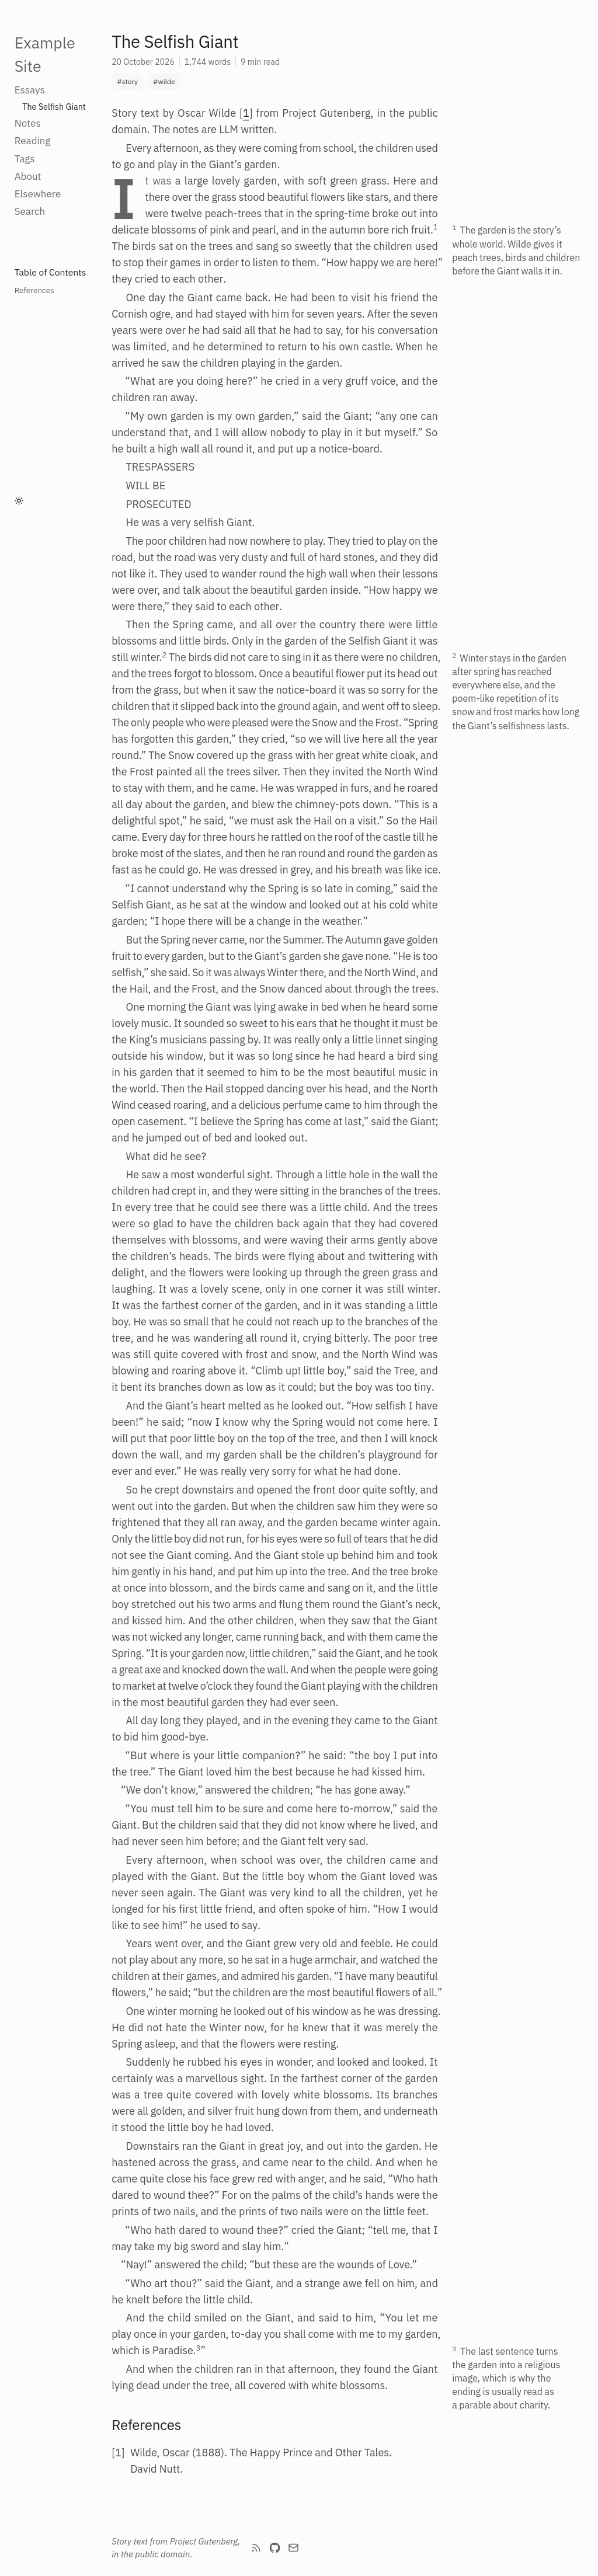 Example
Site
Essays
The Selfish Giant
Notes
Reading
Tags
About
Elsewhere
Search
Table of Contents
References
The Selfish Giant
20 October 2026 | 1,744 words | 9 min read
#story #wilde
Story text by Oscar Wilde [1] from Project Gutenberg, in the public
domain. The notes are LLM written.
Every afternoon, as they were coming from school, the children used
to go and play in the Giant’s garden.
It was a large lovely garden, with soft green grass. Here and
there over the grass stood beautiful flowers like stars, and there
were twelve peach-trees that in the spring-time broke out into
delicate blossoms of pink and pearl, and in the autumn bore rich fruit.1
The birds sat on the trees and sang so sweetly that the children used
to stop their games in order to listen to them. “How happy we are here!”
they cried to each other.
1 The garden is the story’s
whole world. Wilde gives it
peach trees, birds and children
before the Giant walls it in.
One day the Giant came back. He had been to visit his friend the
Cornish ogre, and had stayed with him for seven years. After the seven
years were over he had said all that he had to say, for his conversation
was limited, and he determined to return to his own castle. When he
arrived he saw the children playing in the garden.
“What are you doing here?” he cried in a very gruff voice, and the
children ran away.
“My own garden is my own garden,” said the Giant; “any one can
understand that, and I will allow nobody to play in it but myself.” So
he built a high wall all round it, and put up a notice-board.
TRESPASSERS
WILL BE
PROSECUTED
He was a very selfish Giant.
The poor children had now nowhere to play. They tried to play on the
road, but the road was very dusty and full of hard stones, and they did
not like it. They used to wander round the high wall when their lessons
were over, and talk about the beautiful garden inside. “How happy we
were there,” they said to each other.
Then the Spring came, and all over the country there were little
blossoms and little birds. Only in the garden of the Selfish Giant it was
still winter.2 The birds did not care to sing in it as there were no children,
and the trees forgot to blossom. Once a beautiful flower put its head out
from the grass, but when it saw the notice-board it was so sorry for the
children that it slipped back into the ground again, and went off to sleep.
The only people who were pleased were the Snow and the Frost. “Spring
has forgotten this garden,” they cried, “so we will live here all the year
round.” The Snow covered up the grass with her great white cloak, and
the Frost painted all the trees silver. Then they invited the North Wind
to stay with them, and he came. He was wrapped in furs, and he roared
all day about the garden, and blew the chimney-pots down. “This is a
delightful spot,” he said, “we must ask the Hail on a visit.” So the Hail
came. Every day for three hours he rattled on the roof of the castle till he
broke most of the slates, and then he ran round and round the garden as
fast as he could go. He was dressed in grey, and his breath was like ice.
2 Winter stays in the garden
after spring has reached
everywhere else, and the
poem-like repetition of its
snow and frost marks how long
the Giant’s selfishness lasts.
“I cannot understand why the Spring is so late in coming,” said the
Selfish Giant, as he sat at the window and looked out at his cold white
garden; “I hope there will be a change in the weather.”
But the Spring never came, nor the Summer. The Autumn gave golden
fruit to every garden, but to the Giant’s garden she gave none. “He is too
selfish,” she said. So it was always Winter there, and the North Wind, and
the Hail, and the Frost, and the Snow danced about through the trees.
One morning the Giant was lying awake in bed when he heard some
lovely music. It sounded so sweet to his ears that he thought it must be
the King’s musicians passing by. It was really only a little linnet singing
outside his window, but it was so long since he had heard a bird sing
in his garden that it seemed to him to be the most beautiful music in
the world. Then the Hail stopped dancing over his head, and the North
Wind ceased roaring, and a delicious perfume came to him through the
open casement. “I believe the Spring has come at last,” said the Giant;
and he jumped out of bed and looked out.
What did he see?
He saw a most wonderful sight. Through a little hole in the wall the
children had crept in, and they were sitting in the branches of the trees.
In every tree that he could see there was a little child. And the trees
were so glad to have the children back again that they had covered
themselves with blossoms, and were waving their arms gently above
the children’s heads. The birds were flying about and twittering with
delight, and the flowers were looking up through the green grass and
laughing. It was a lovely scene, only in one corner it was still winter.
It was the farthest corner of the garden, and in it was standing a little
boy. He was so small that he could not reach up to the branches of the
tree, and he was wandering all round it, crying bitterly. The poor tree
was still quite covered with frost and snow, and the North Wind was
blowing and roaring above it. “Climb up! little boy,” said the Tree, and
it bent its branches down as low as it could; but the boy was too tiny.
And the Giant’s heart melted as he looked out. “How selfish I have
been!” he said; “now I know why the Spring would not come here. I
will put that poor little boy on the top of the tree, and then I will knock
down the wall, and my garden shall be the children’s playground for
ever and ever.” He was really very sorry for what he had done.
So he crept downstairs and opened the front door quite softly, and
went out into the garden. But when the children saw him they were so
frightened that they all ran away, and the garden became winter again.
Only the little boy did not run, for his eyes were so full of tears that he did
not see the Giant coming. And the Giant stole up behind him and took
him gently in his hand, and put him up into the tree. And the tree broke
at once into blossom, and the birds came and sang on it, and the little
boy stretched out his two arms and flung them round the Giant’s neck,
and kissed him. And the other children, when they saw that the Giant
was not wicked any longer, came running back, and with them came the
Spring. “It is your garden now, little children,” said the Giant, and he took
a great axe and knocked down the wall. And when the people were going
to market at twelve o’clock they found the Giant playing with the children
in the most beautiful garden they had ever seen.
All day long they played, and in the evening they came to the Giant
to bid him good-bye.
“But where is your little companion?” he said: “the boy I put into
the tree.” The Giant loved him the best because he had kissed him.
“We don’t know,” answered the children; “he has gone away.”
“You must tell him to be sure and come here to-morrow,” said the
Giant. But the children said that they did not know where he lived, and
had never seen him before; and the Giant felt very sad.
Every afternoon, when school was over, the children came and
played with the Giant. But the little boy whom the Giant loved was
never seen again. The Giant was very kind to all the children, yet he
longed for his first little friend, and often spoke of him. “How I would
like to see him!” he used to say.
Years went over, and the Giant grew very old and feeble. He could
not play about any more, so he sat in a huge armchair, and watched the
children at their games, and admired his garden. “I have many beautiful
flowers,” he said; “but the children are the most beautiful flowers of all.”
One winter morning he looked out of his window as he was dressing.
He did not hate the Winter now, for he knew that it was merely the
Spring asleep, and that the flowers were resting.
Suddenly he rubbed his eyes in wonder, and looked and looked. It
certainly was a marvellous sight. In the farthest corner of the garden
was a tree quite covered with lovely white blossoms. Its branches
were all golden, and silver fruit hung down from them, and underneath
it stood the little boy he had loved.
Downstairs ran the Giant in great joy, and out into the garden. He
hastened across the grass, and came near to the child. And when he
came quite close his face grew red with anger, and he said, “Who hath
dared to wound thee?” For on the palms of the child’s hands were the
prints of two nails, and the prints of two nails were on the little feet.
“Who hath dared to wound thee?” cried the Giant; “tell me, that I
may take my big sword and slay him.”
“Nay!” answered the child; “but these are the wounds of Love.”
“Who art thou?” said the Giant, and a strange awe fell on him, and
he knelt before the little child.
And the child smiled on the Giant, and said to him, “You let me
play once in your garden, to-day you shall come with me to my garden,
which is Paradise.3”
3 The last sentence turns
the garden into a religious
image, which is why the
ending is usually read as
a parable about charity.
And when the children ran in that afternoon, they found the Giant
lying dead under the tree, all covered with white blossoms.
References
[1] Wilde, Oscar (1888). The Happy Prince and Other Tales.
David Nutt.
Story text from Project Gutenberg,
in the public domain.